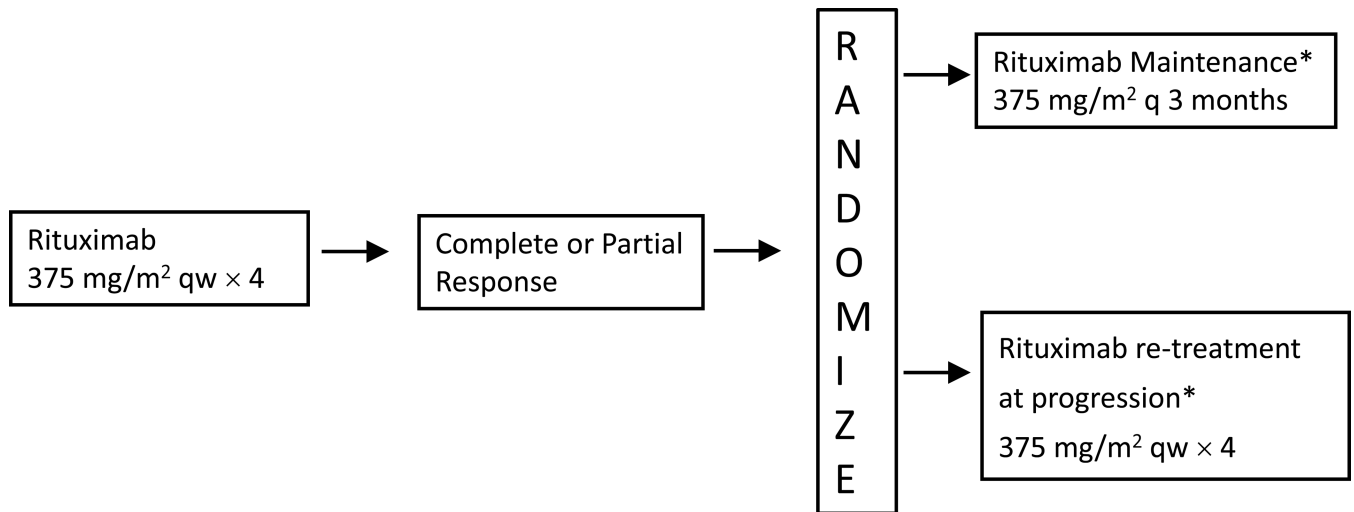 Rituximab
375 mg/m² qw × 4
Complete or Partial
Response
R
A
N
D
O
M
I
Z
E
Rituximab Maintenance*
375 mg/m² q 3 months
Rituximab re-treatment
at progression*
375 mg/m² qw × 4